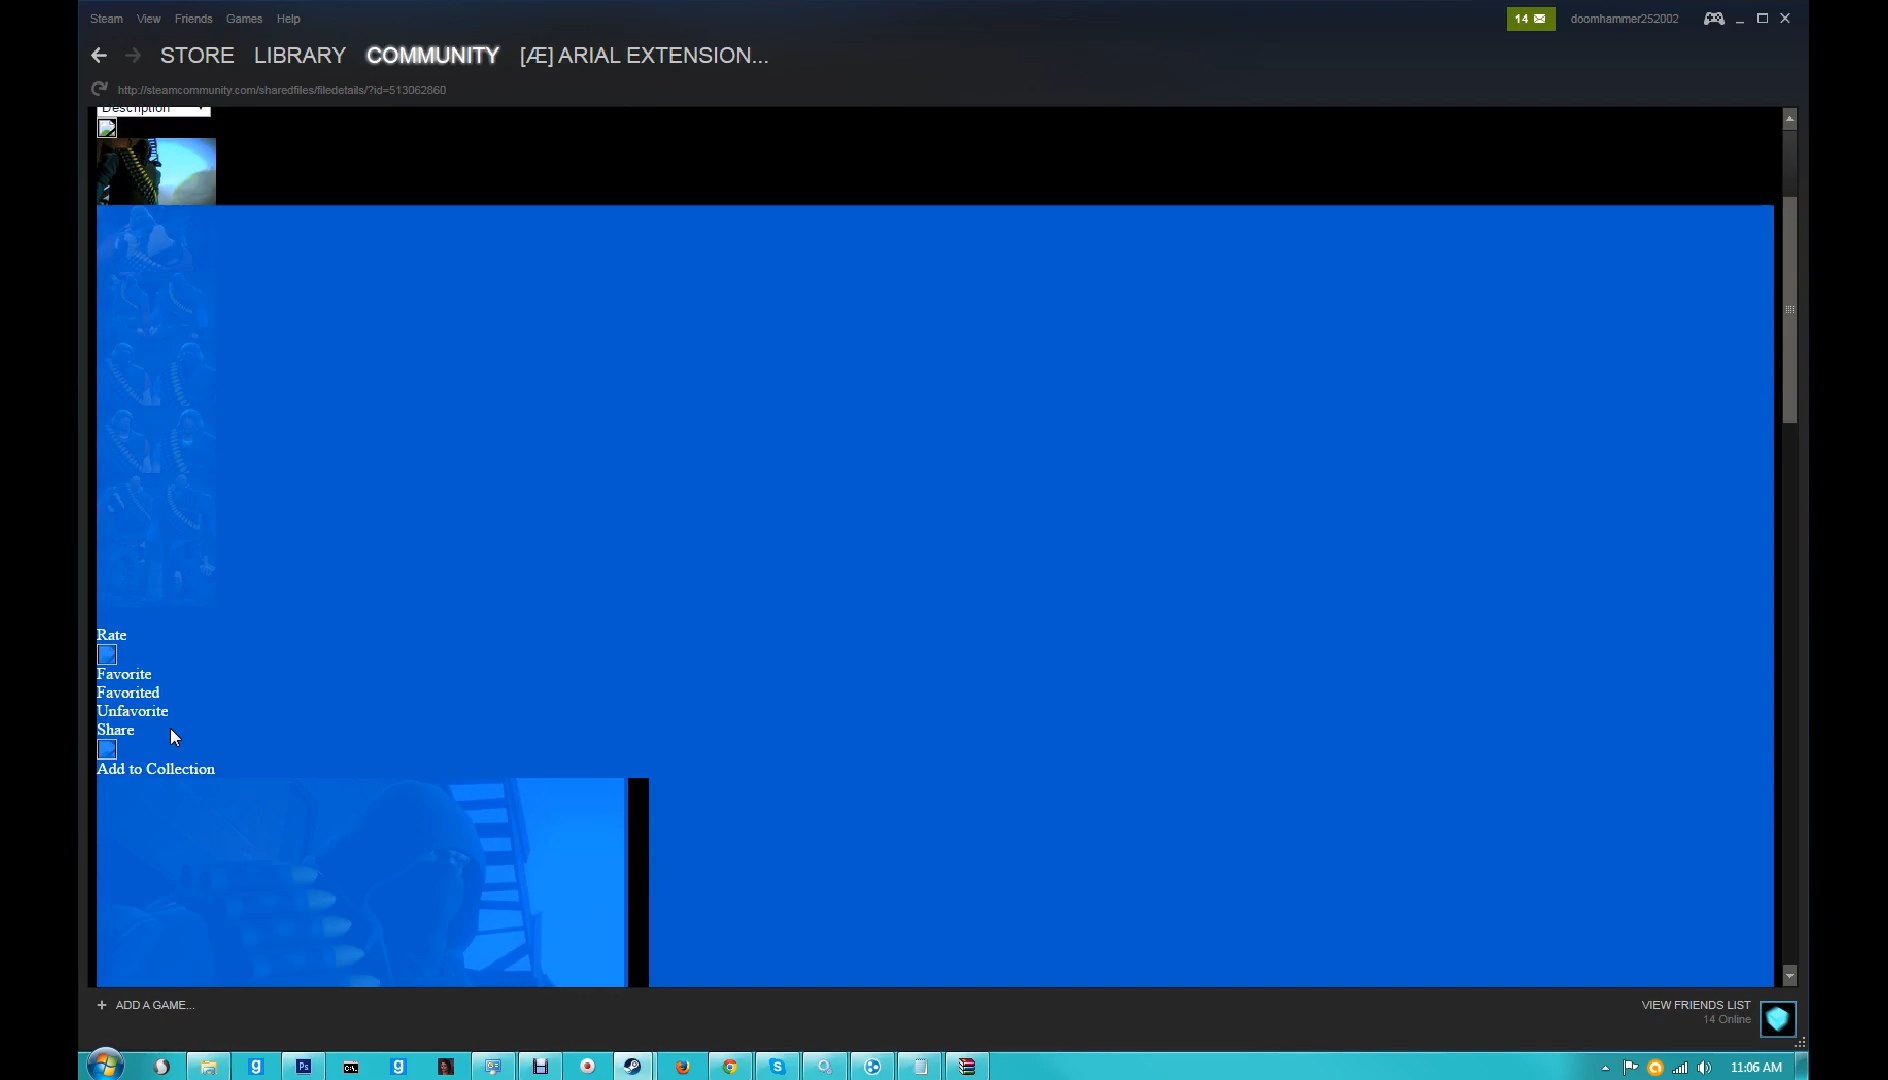 Steam View Friends Games Help
14 doomhammer252002
STORE LIBRARY COMMUNITY [Æ] ARIAL EXTENSION...
http://steamcommunity.com/sharedfiles/filedetails/?id=513062860
Description
Rate
Favorite
Favorited
Unfavorite
Share
Add to Collection
+ ADD A GAME...
VIEW FRIENDS LIST
14 Online
11:06 AM